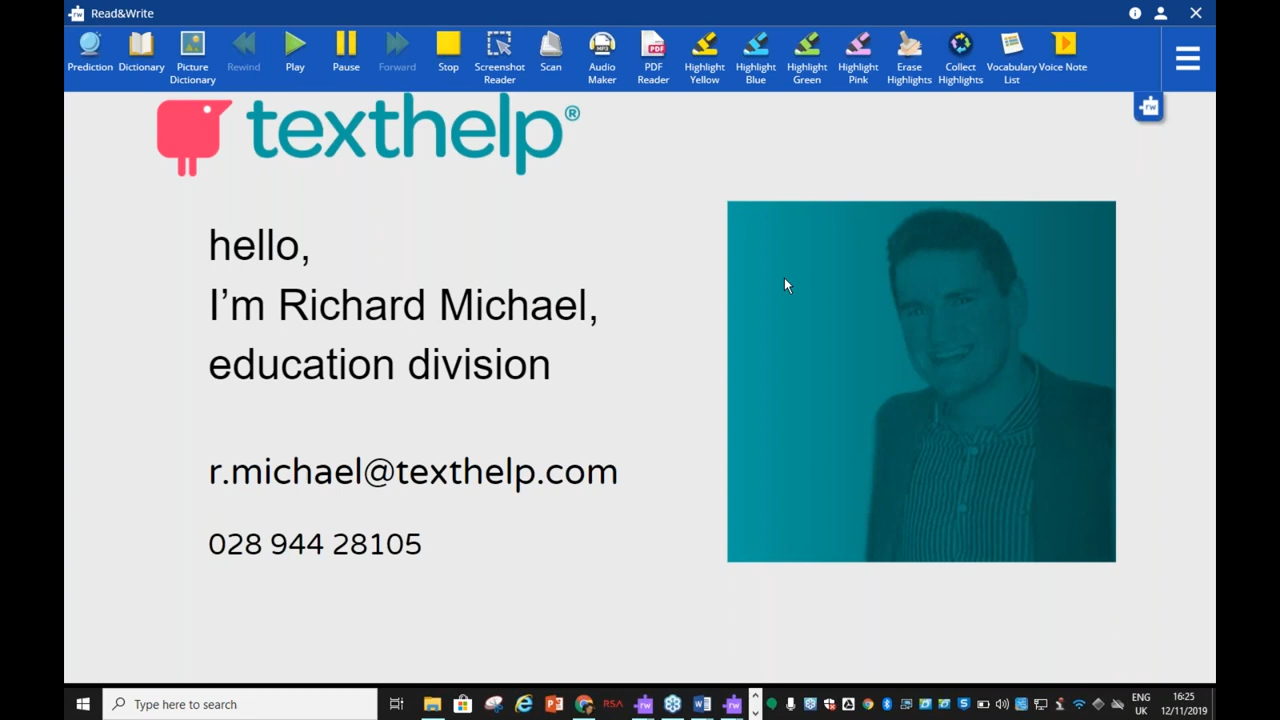 Read&Write
Prediction
Dictionary
Picture Dictionary
Rewind
Play
Pause
Forward
Stop
Screenshot Reader
Scan
Audio Maker
PDF Reader
Highlight Yellow
Highlight Blue
Highlight Green
Highlight Pink
Erase Highlights
Collect Highlights
Vocabulary List
Voice Note
texthelp®
hello,
I'm Richard Michael,
education division
r.michael@texthelp.com
028 944 28105
Type here to search
RSA
ENG
UK
16:25
12/11/2019